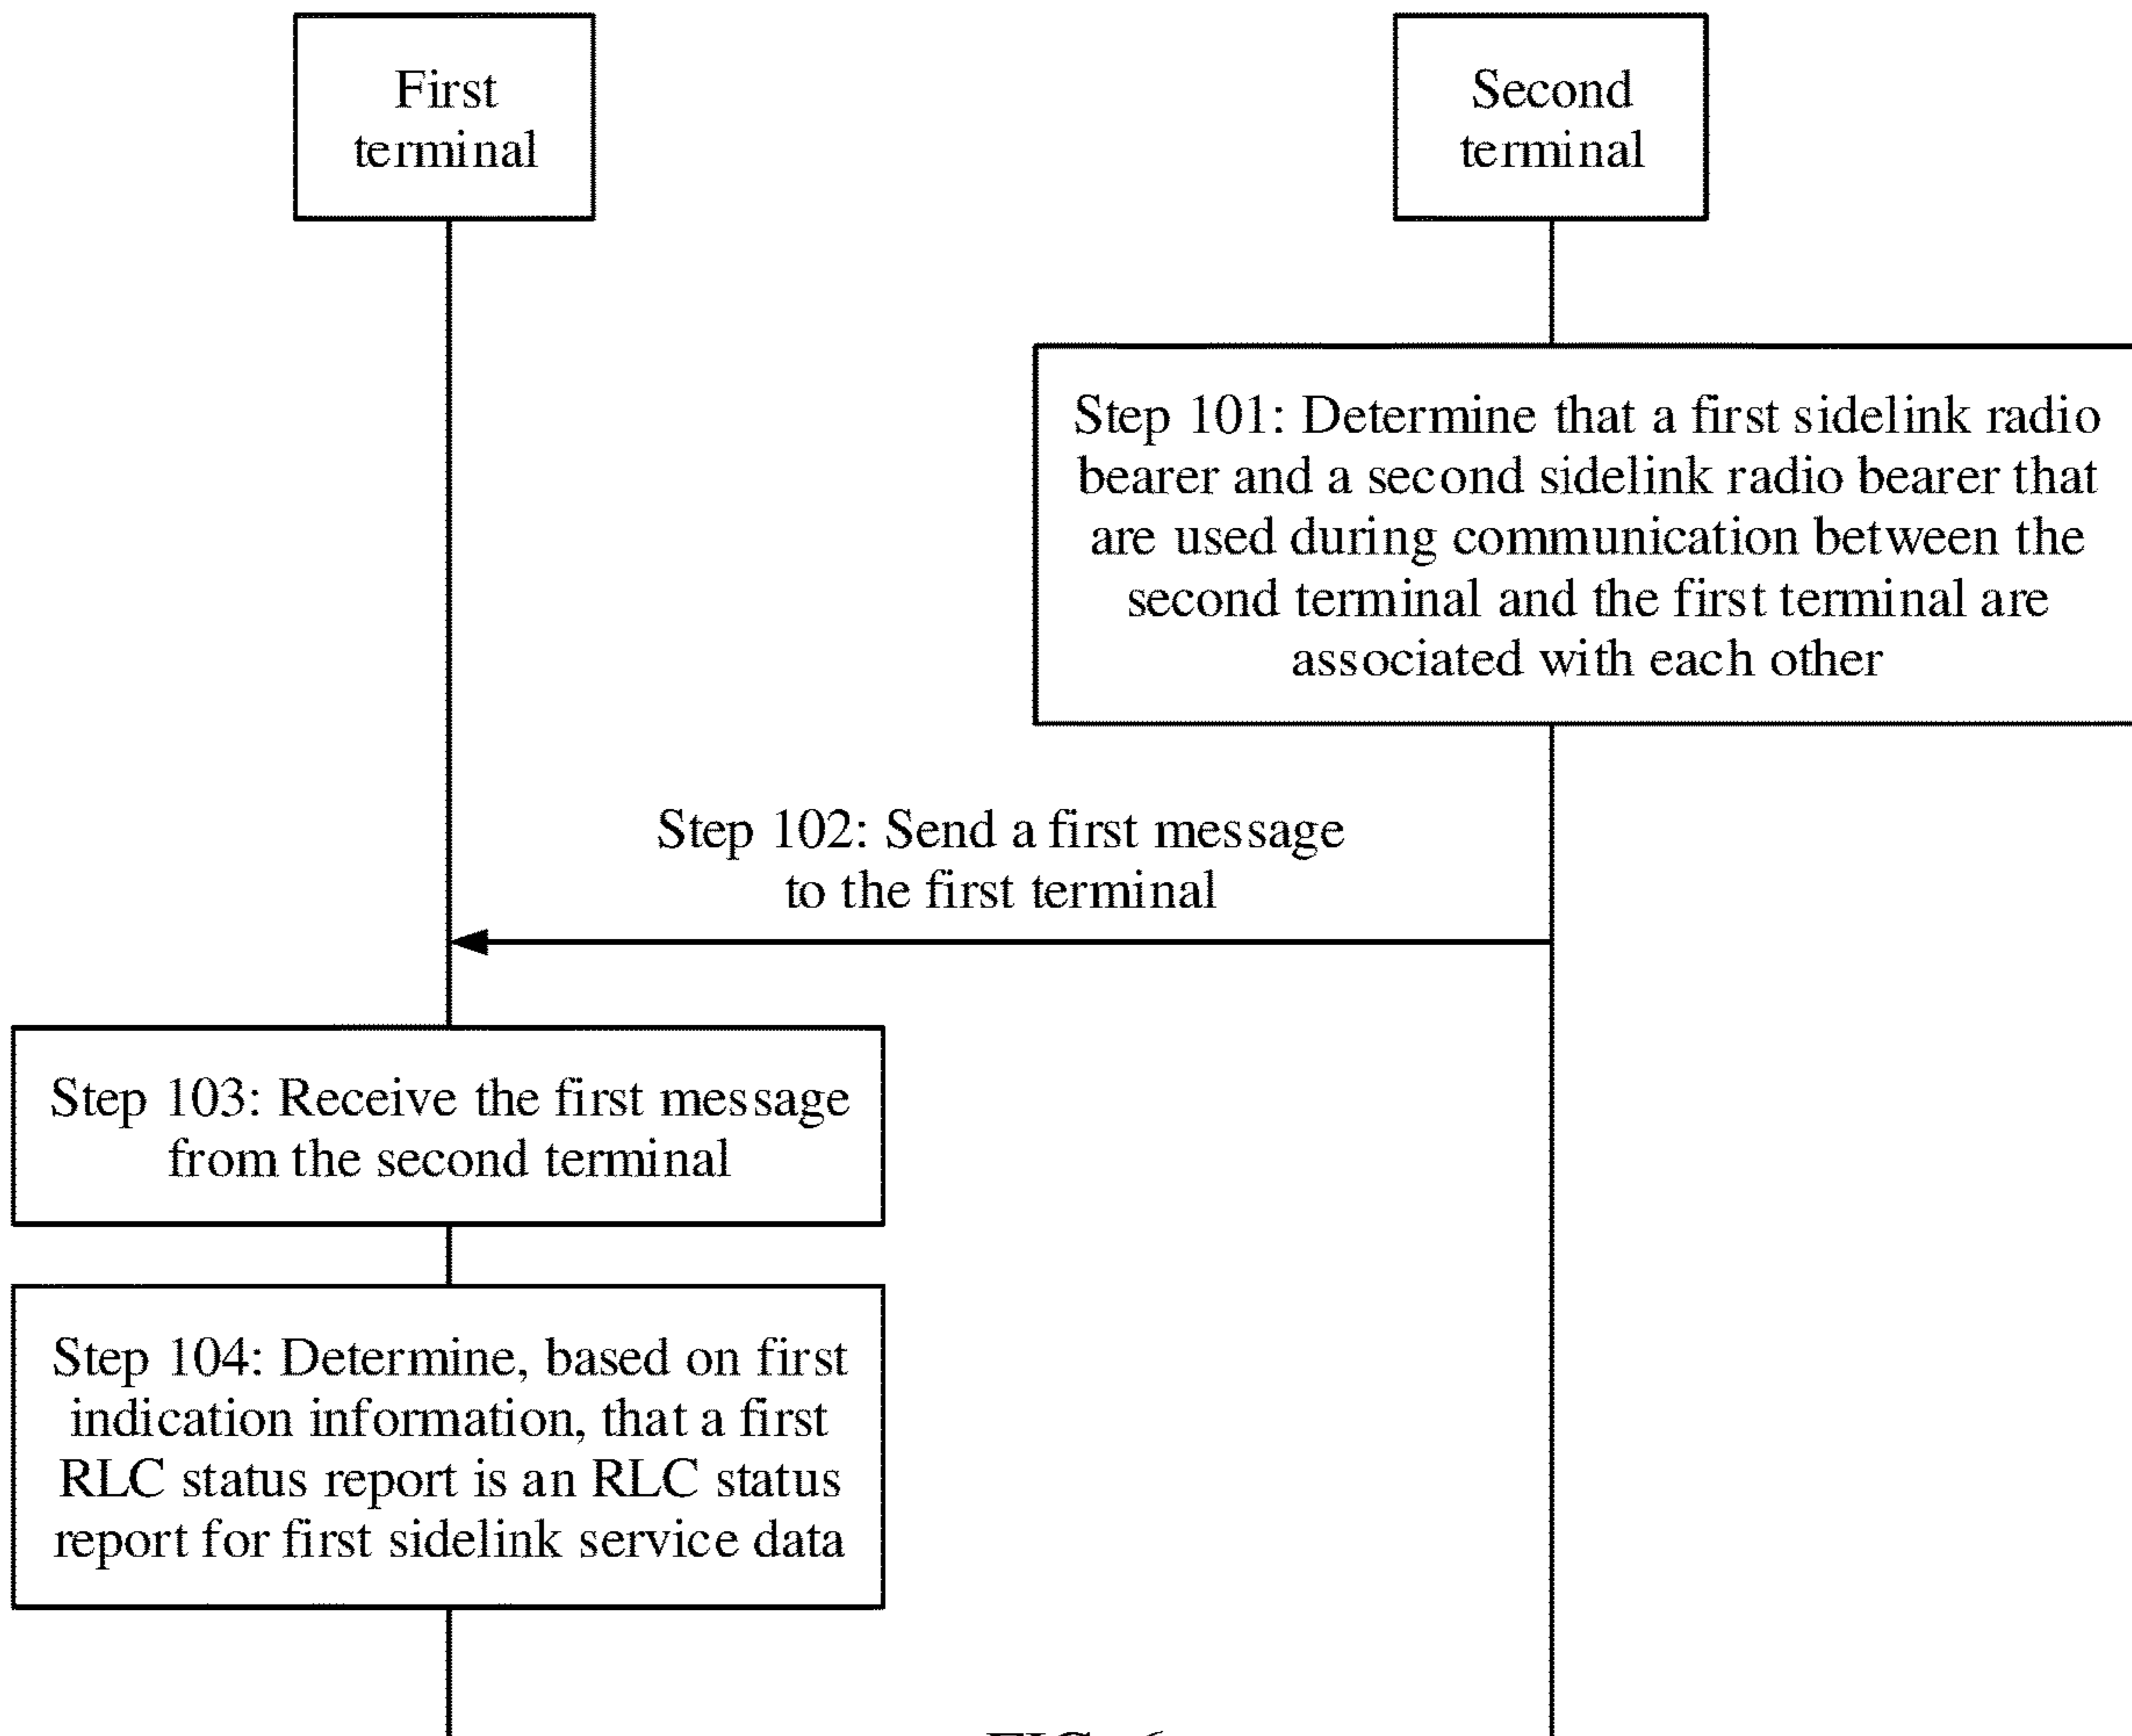 First
terminal
Second
terminal
Step 101: Determine that a first sidelink radio
bearer and a second sidelink radio bearer that
are used during communication between the
second terminal and the first terminal are
associated with each other
Step 102: Send a first message
to the first terminal
Step 103: Receive the first message
from the second terminal
Step 104: Determine, based on first
indication information, that a first
RLC status report is an RLC status
report for first sidelink service data